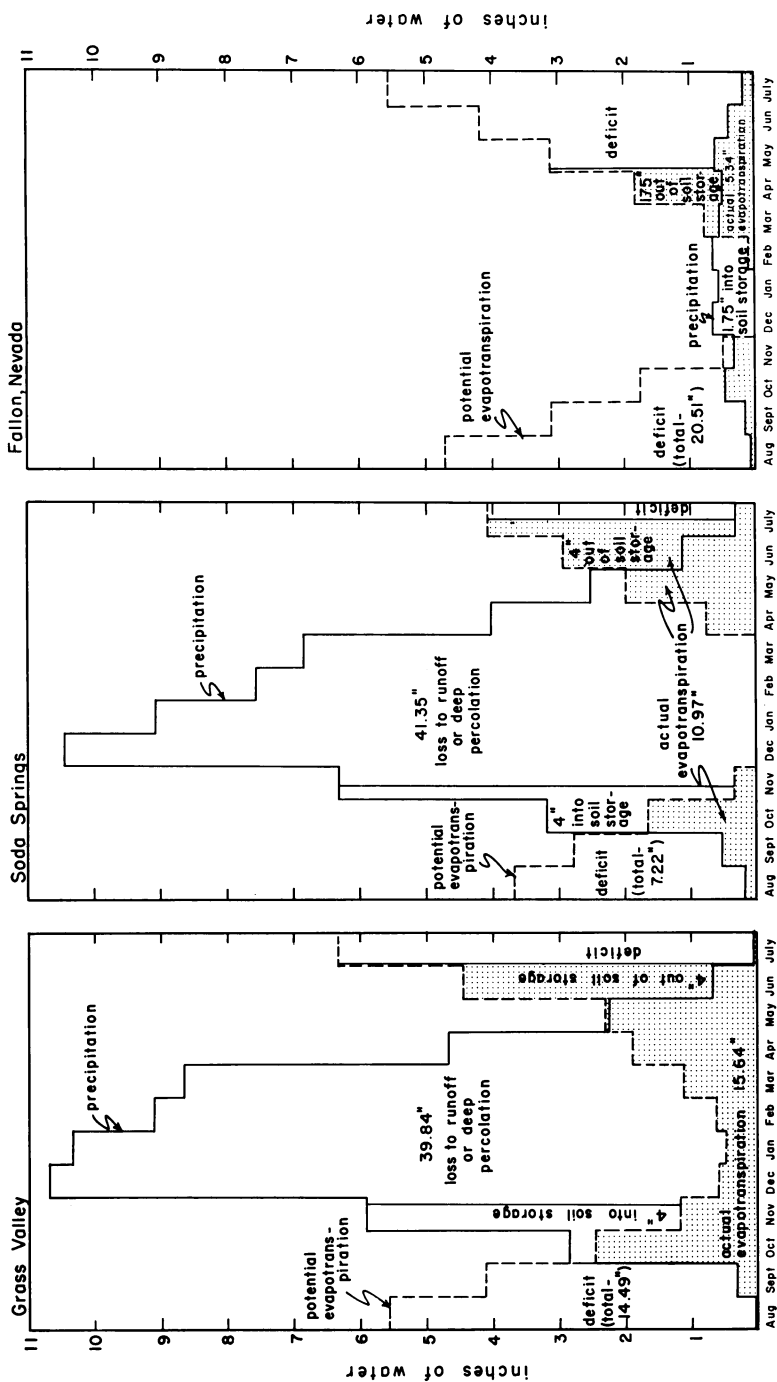 Grass Valley
11
10
9
8
7
6
5
4
3
2
1
inches of water
potential
evapotrans-
piration
precipitation
39.84"
loss to runoff
or deep
percolation
4" into soil storage
deficit
(total-
14.49")
actual
evapotranspiration 15.64"
4" out of soil storage
deficit
Aug Sept Oct Nov Dec Jan Feb Mar Apr May Jun July
Soda Springs
precipitation
potential
evapotrans-
piration
41.35"
loss to runoff
or deep
percolation
4"
into
soil
stor-
age
deficit
(total-
7.22")
actual
evapotranspiration
10.97"
4"
out
of
soil
stor-
age
deficit
Aug Sept Oct Nov Dec Jan Feb Mar Apr May Jun July
Fallon, Nevada
potential
evapotranspiration
deficit
(total-
20.51")
precipitation
1.75" into
soil storage
1.75"
out
of
soil
stor-
age
actual 5.34"
evapotranspiration
deficit
Aug Sept Oct Nov Dec Jan Feb Mar Apr May Jun July
11
10
9
8
7
6
5
4
3
2
1
inches of water